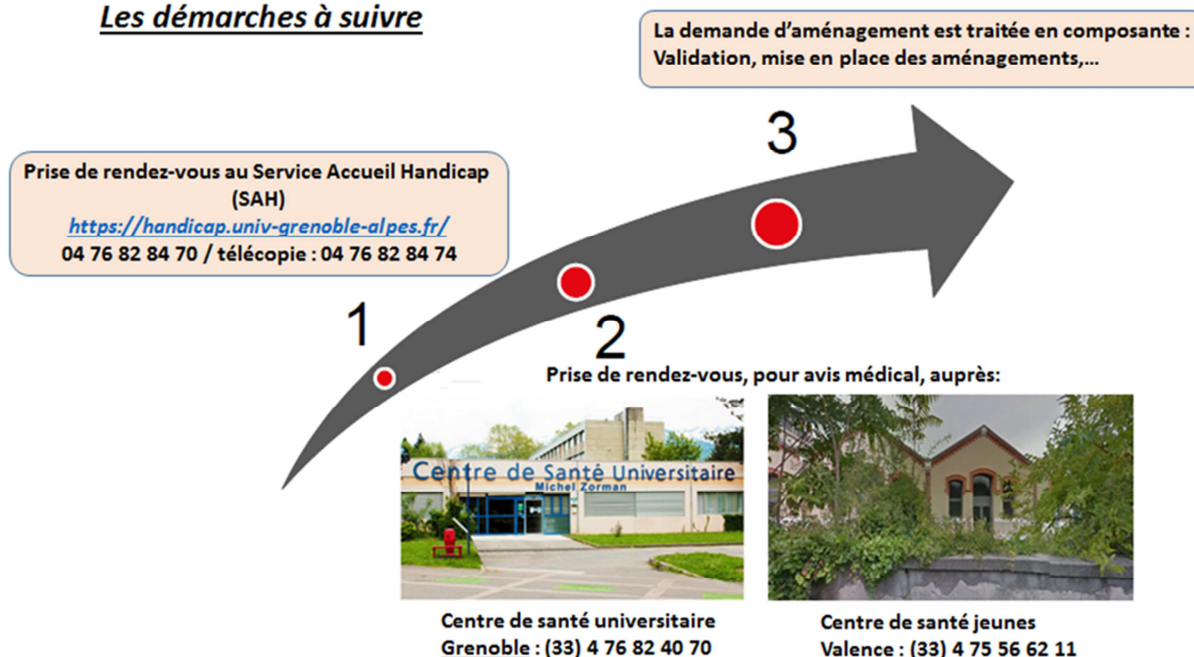 Les démarches à suivre
La demande d’aménagement est traitée en composante :
Validation, mise en place des aménagements,...
3
Prise de rendez-vous au Service Accueil Handicap
(SAH)
https://handicap.univ-grenoble-alpes.fr/
04 76 82 84 70 / télécopie : 04 76 82 84 74
1
2
Prise de rendez-vous, pour avis médical, auprès:
Centre de Santé Universitaire
Michel Zorman
Centre de santé universitaire
Grenoble : (33) 4 76 82 40 70
Centre de santé jeunes
Valence : (33) 4 75 56 62 11